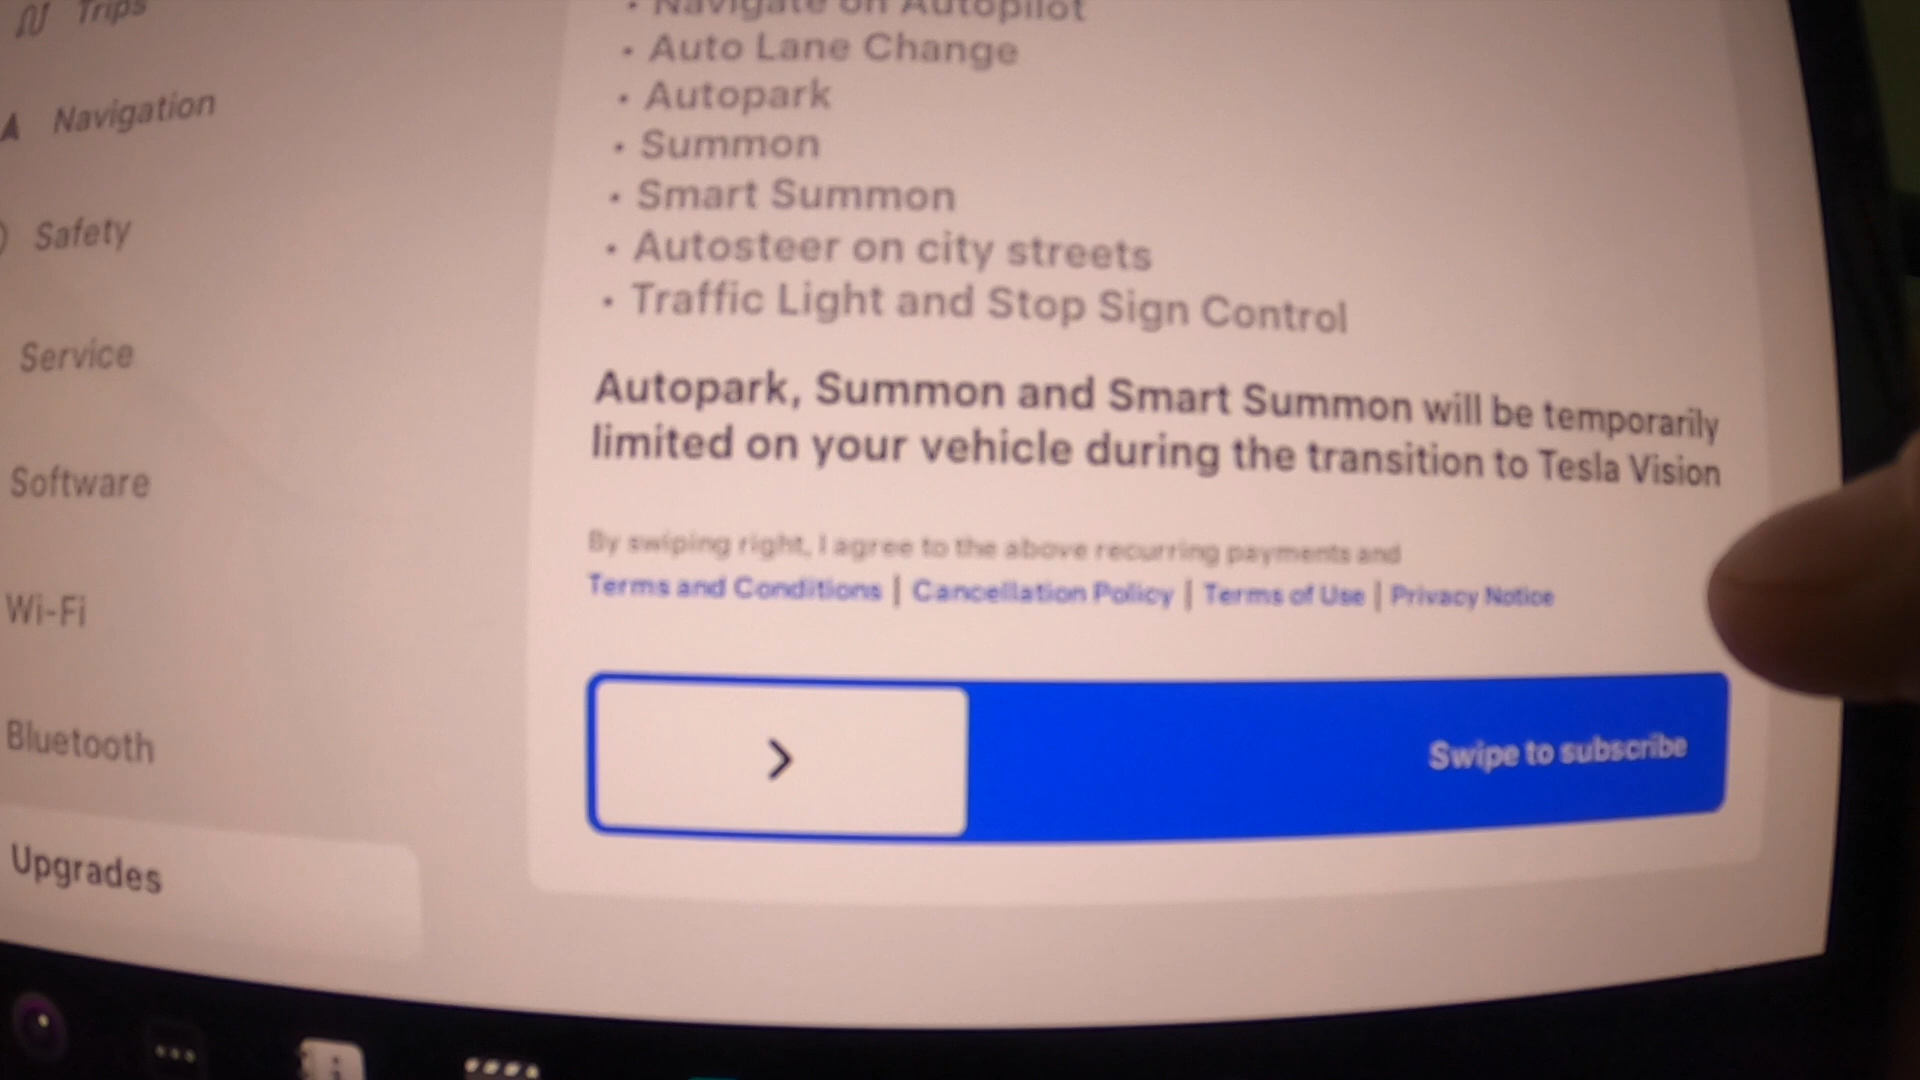 Trips
Navigation
Safety
Service
Software
Wi-Fi
Bluetooth
Upgrades
• Navigate on Autopilot
• Auto Lane Change
• Autopark
• Summon
• Smart Summon
• Autosteer on city streets
• Traffic Light and Stop Sign Control
Autopark, Summon and Smart Summon will be temporarily
limited on your vehicle during the transition to Tesla Vision
By swiping right, I agree to the above recurring payments and
Terms and Conditions | Cancellation Policy | Terms of Use | Privacy Notice
Swipe to subscribe